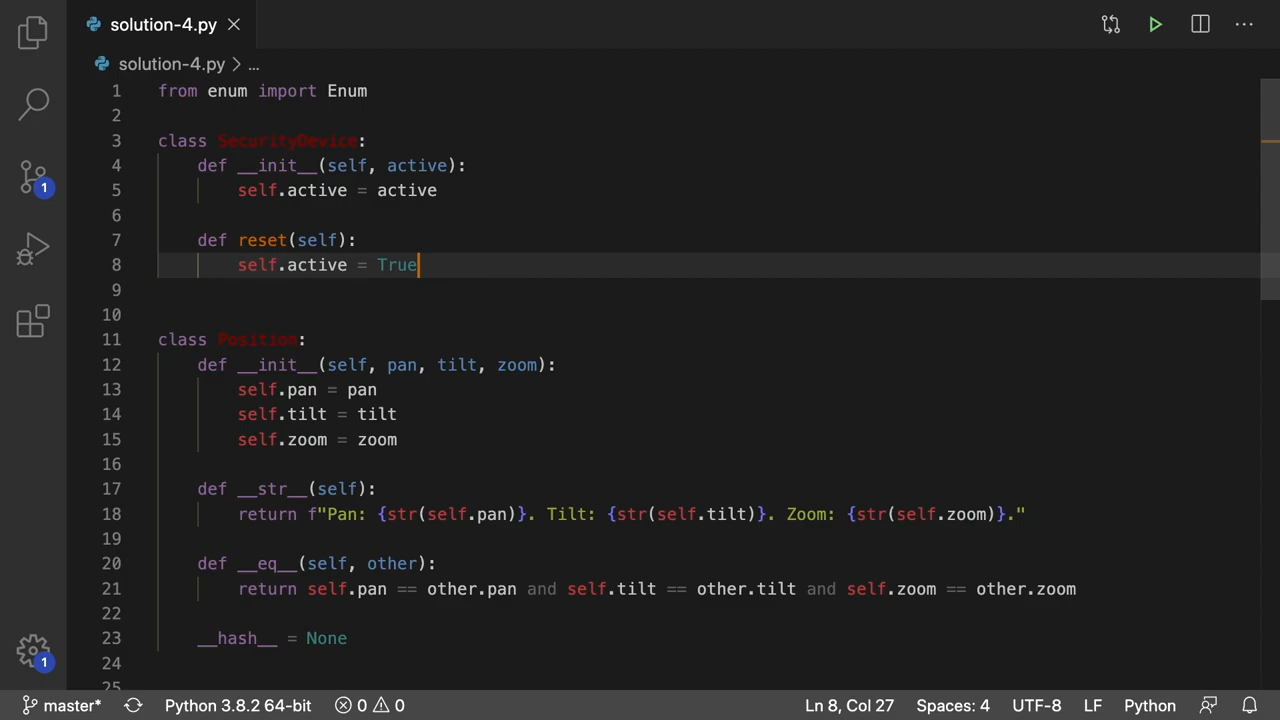 solution-4.py
solution-4.py > ...
1 from enum import Enum
2
3 class SecurityDevice:
4     def __init__(self, active):
5         self.active = active
6
7     def reset(self):
8         self.active = True
9
10
11 class Position:
12     def __init__(self, pan, tilt, zoom):
13         self.pan = pan
14         self.tilt = tilt
15         self.zoom = zoom
16
17     def __str__(self):
18         return f"Pan: {str(self.pan)}. Tilt: {str(self.tilt)}. Zoom: {str(self.zoom)}."
19
20     def __eq__(self, other):
21         return self.pan == other.pan and self.tilt == other.tilt and self.zoom == other.zoom
22
23     __hash__ = None
24
25
1
1
master* Python 3.8.2 64-bit 0 0 Ln 8, Col 27 Spaces: 4 UTF-8 LF Python